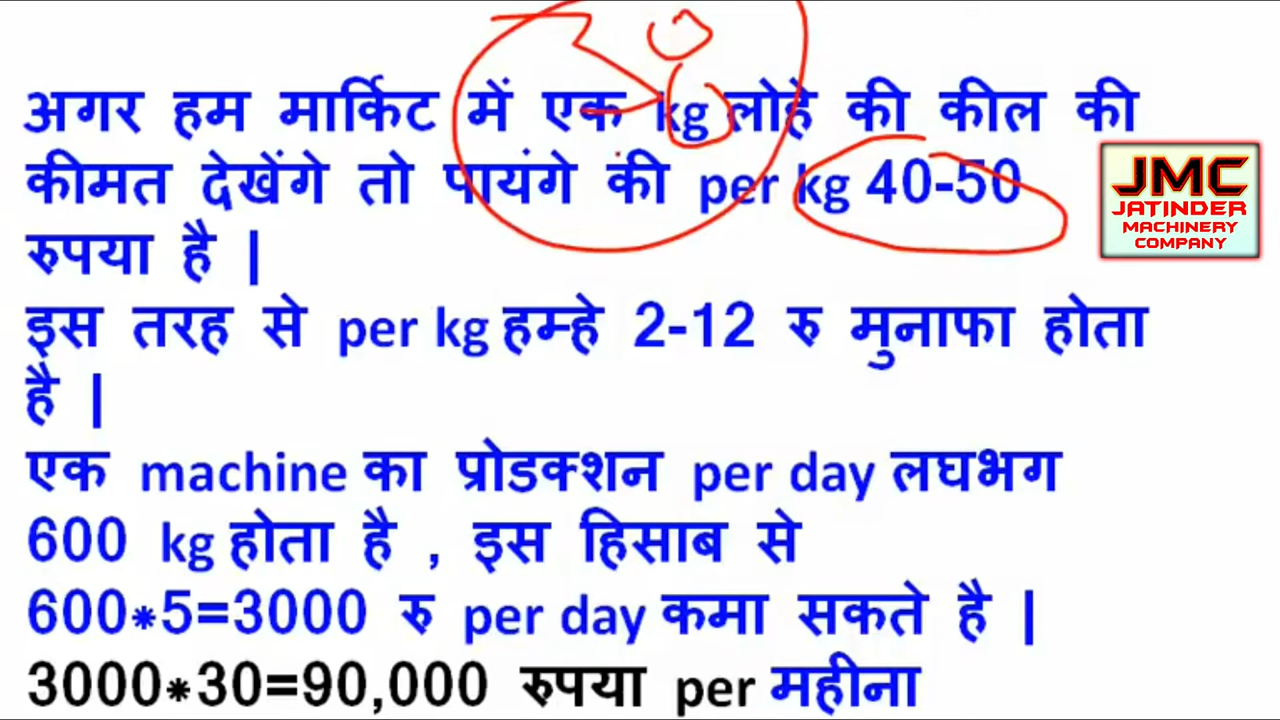 अगर हम मार्किट में एक kg लोहे की कील की
कीमत देखेंगे तो पायंगे की per kg 40-50
रुपया है |
इस तरह से per kg हम्हे 2-12 रु मुनाफा होता
है |
एक machine का प्रोडक्शन per day लघभग
600 kg होता है , इस हिसाब से
600*5=3000 रु per day कमा सकते है |
3000*30=90,000 रुपया per महीना
JMC
JATINDER
MACHINERY
COMPANY